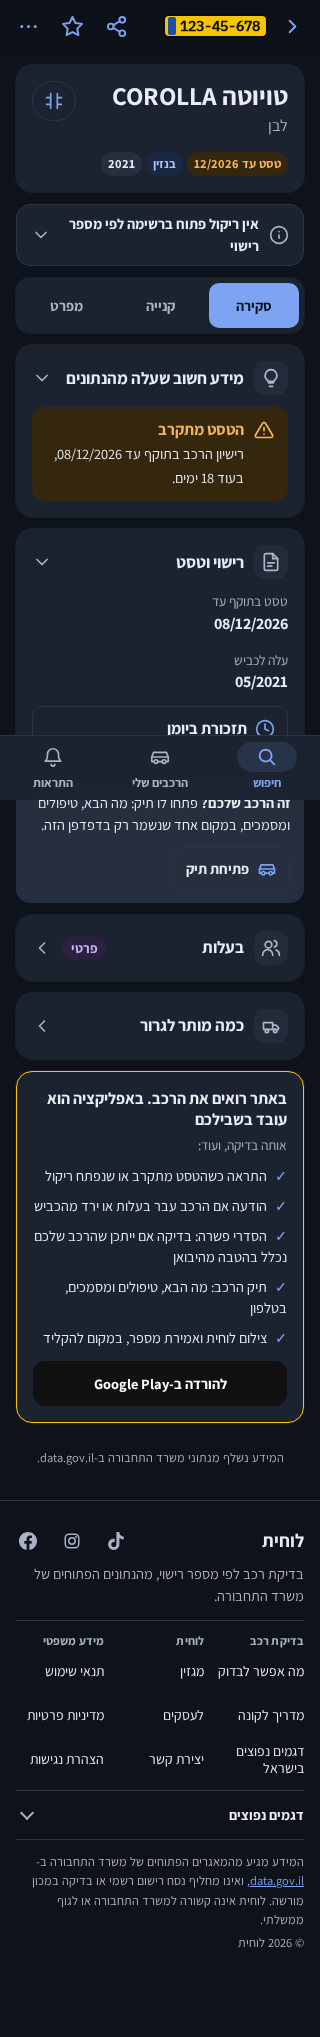 123-45-678
טויוטה COROLLA
לבן
טסט עד 12/2026
בנזין
2021
אין ריקול פתוח ברשימה לפי מספר
רישוי
סקירה
קנייה
מפרט
מידע חשוב שעלה מהנתונים
הטסט מתקרב
רישיון הרכב בתוקף עד 08/12/2026,
בעוד 18 ימים.
רישוי וטסט
טסט בתוקף עד
08/12/2026
עלה לכביש
05/2021
תזכורת ביומן
חיפוש
הרכבים שלי
התראות
זה הרכב שלכם? פתחו לו תיק: מה הבא, טיפולים
ומסמכים, במקום אחד שנשמר רק בדפדפן הזה.
פתיחת תיק
בעלות
פרטי
כמה מותר לגרור
באתר רואים את הרכב. באפליקציה הוא
עובד בשבילכם
אותה בדיקה, ועוד:
✓ התראה כשהטסט מתקרב או שנפתח ריקול
✓ הודעה אם הרכב עבר בעלות או ירד מהכביש
✓ הסדרי פשרה: בדיקה אם ייתכן שהרכב שלכם
נכלל בהטבה מהיבואן
✓ תיק הרכב: מה הבא, טיפולים ומסמכים,
בטלפון
✓ צילום לוחית ואמירת מספר, במקום להקליד
להורדה ב-Google Play
המידע נשלף מנתוני משרד התחבורה ב-data.gov.il.
לוחית
בדיקת רכב לפי מספר רישוי, מהנתונים הפתוחים של
משרד התחבורה.
בדיקת רכב
לוחית
מידע משפטי
מה אפשר לבדוק
מגזין
תנאי שימוש
מדריך לקונה
לעסקים
מדיניות פרטיות
דגמים נפוצים
בישראל
יצירת קשר
הצהרת נגישות
דגמים נפוצים
המידע מגיע מהמאגרים הפתוחים של משרד התחבורה ב-
data.gov.il, ואינו מחליף נסח רישום רשמי או בדיקה במכון
מורשה. לוחית אינה קשורה למשרד התחבורה או לגוף
ממשלתי.
© 2026 לוחית